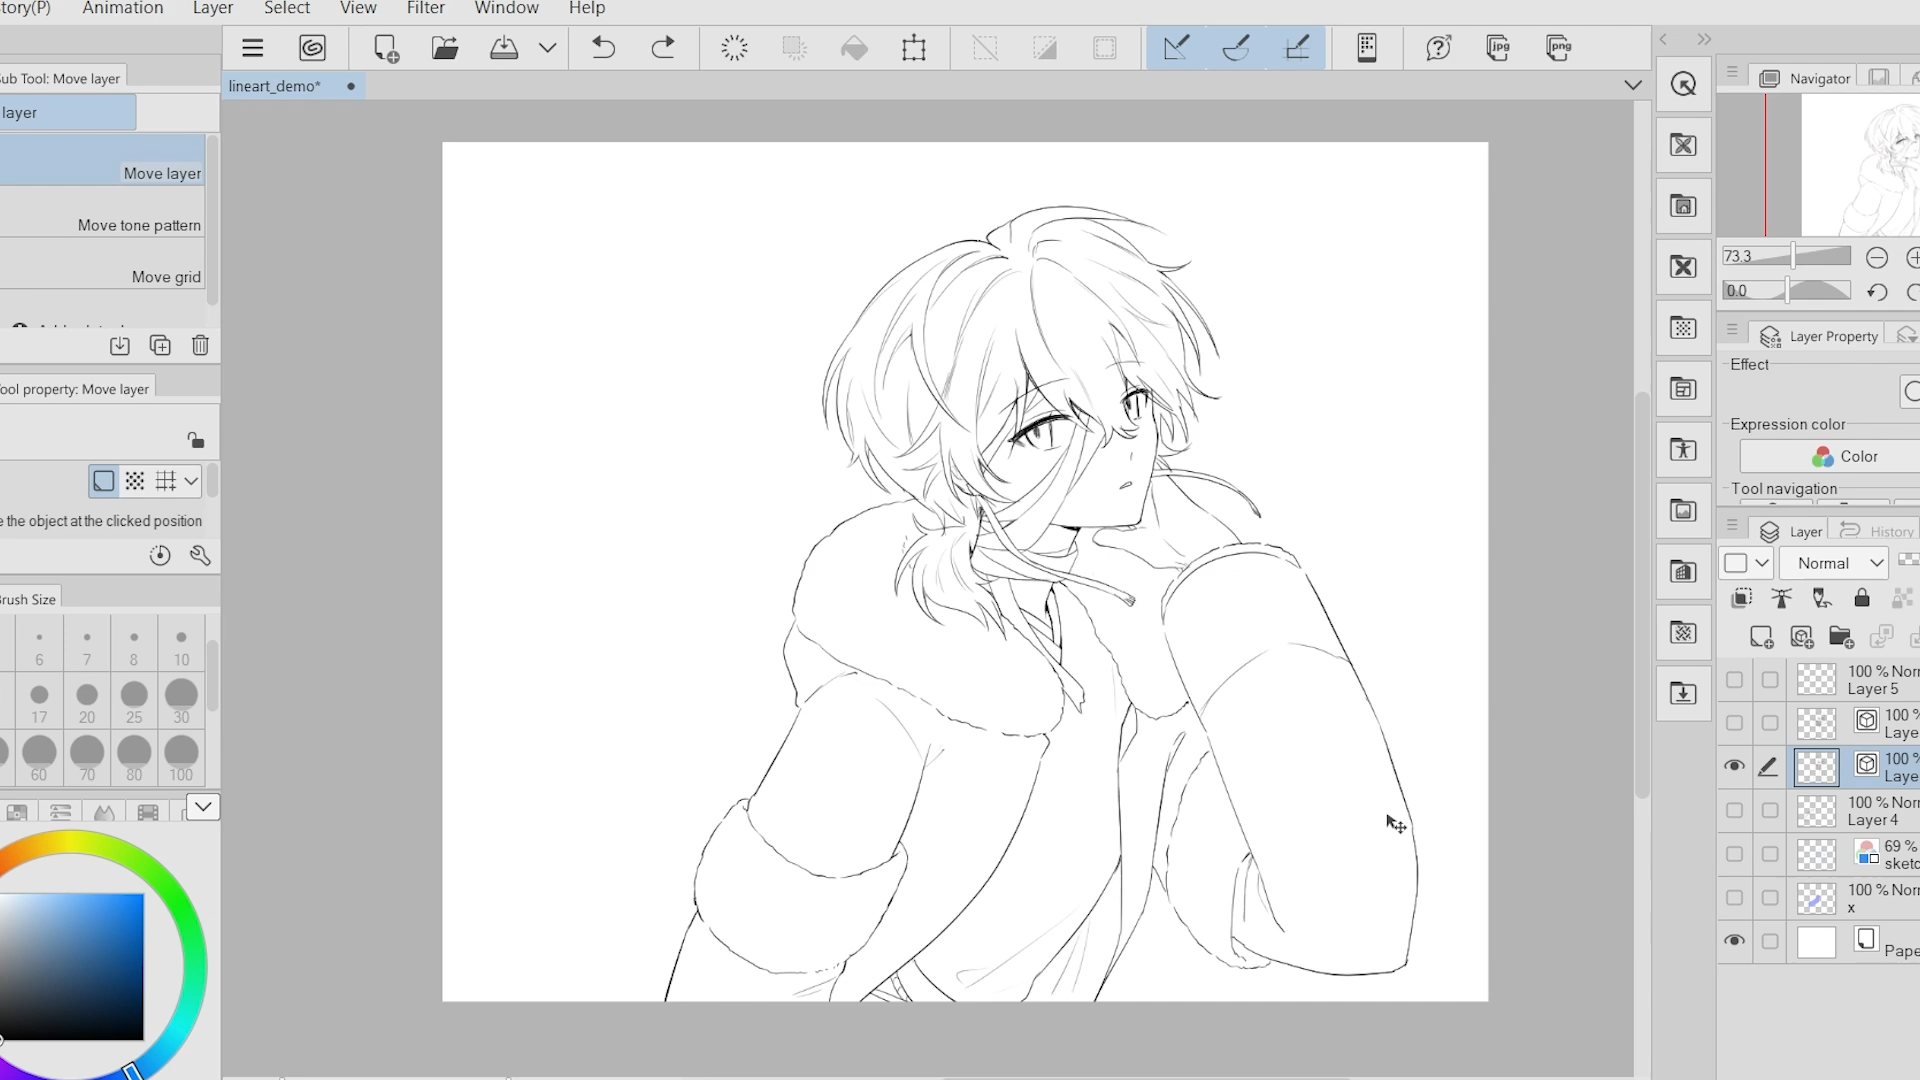 tory(P) Animation Layer Select View Filter Window Help
ub Tool: Move layer
layer
Move layer
Move tone pattern
Move grid
ool property: Move layer
e the object at the clicked position
Brush Size
6 7 8 10
17 20 25 30
60 70 80 100
lineart_demo*
jpg
png
Navigator
73.3
0.0
Layer Property
Effect
Expression color
Color
Tool navigation
Layer History
Normal
100 % Nor
Layer 5
100 %
Laye
100 %
Laye
100 % Nor
Layer 4
69 %
sketc
100 % Nor
x
Pape